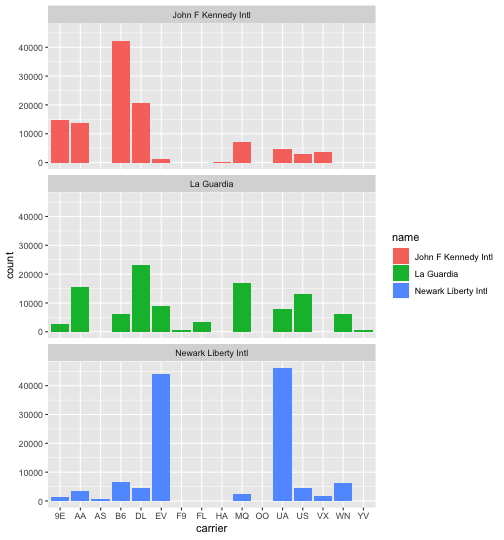 John F Kennedy Intl
40000
30000
20000
10000
0
La Guardia
40000
30000
20000
10000
0
Newark Liberty Intl
40000
30000
20000
10000
0
9E AA AS B6 DL EV F9 FL HA MQ OO UA US VX WN YV
carrier
count
name
John F Kennedy Intl
La Guardia
Newark Liberty Intl